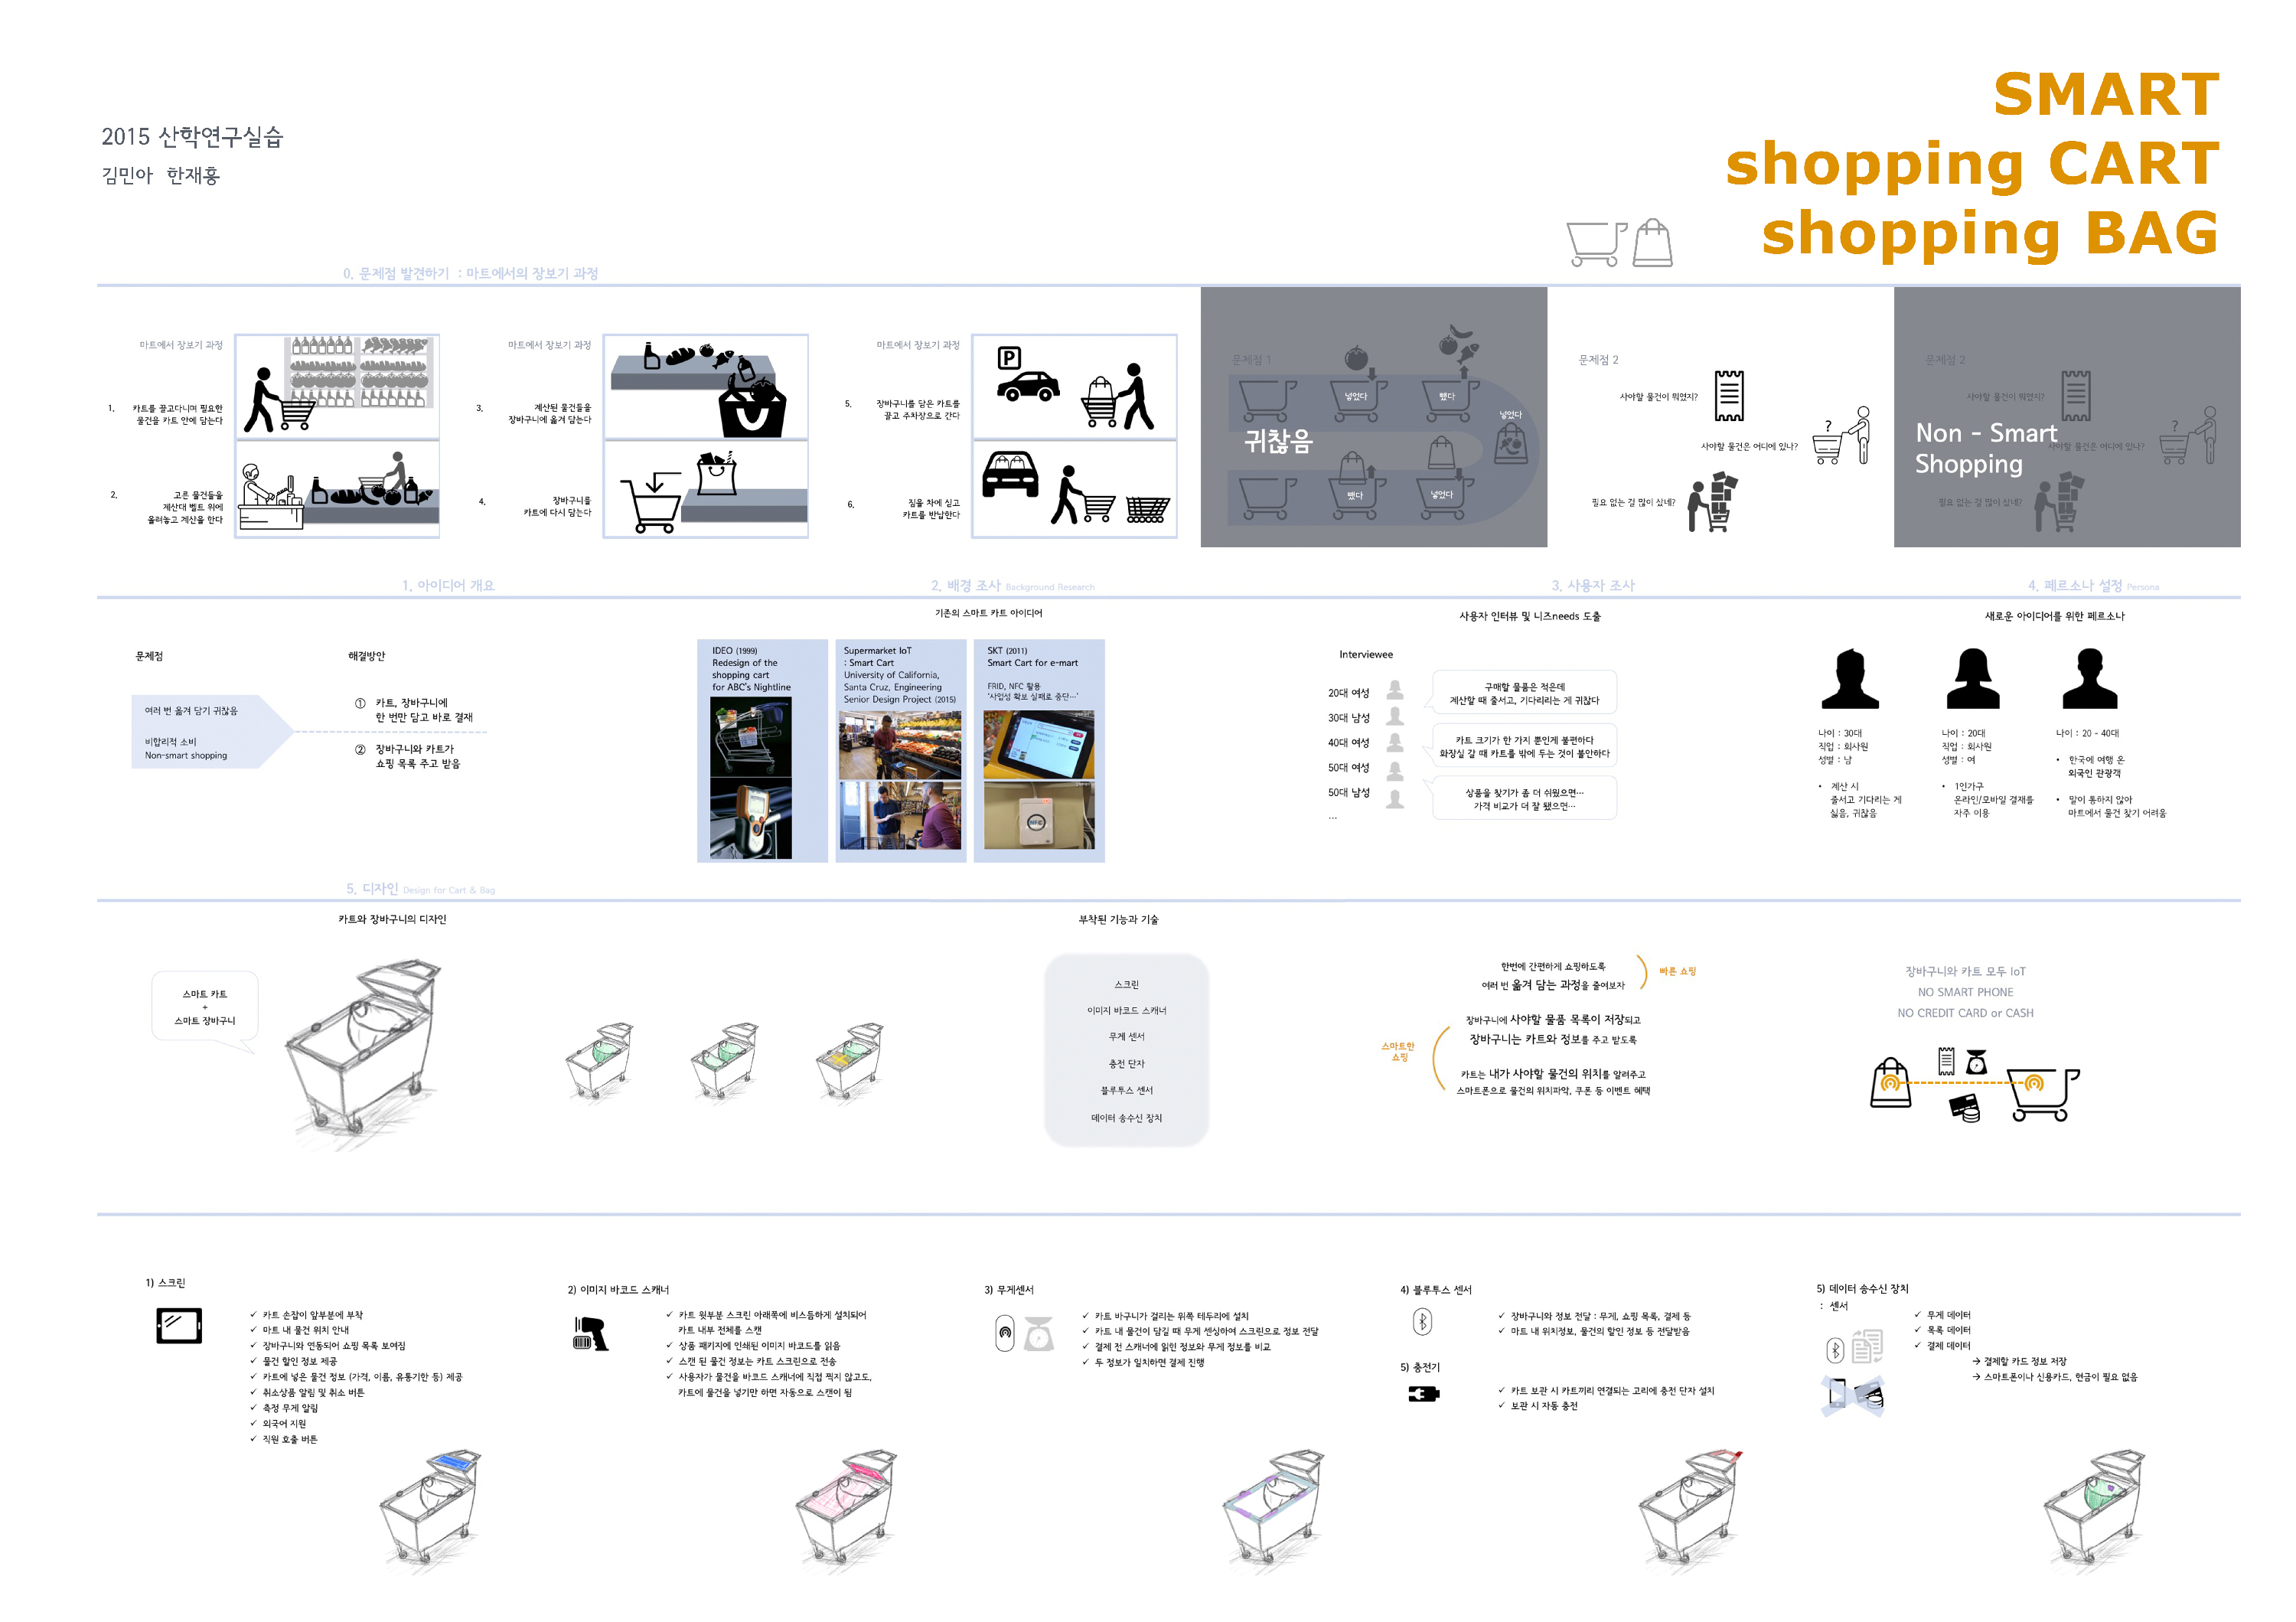 2015 산학연구실습
김민아 한재홍
SMART
shopping CART
shopping BAG
0. 문제점 발견하기 : 마트에서의 장보기 과정
마트에서 장보기 과정
1. 카트를 끌고다니며 필요한
물건을 카트 안에 담는다
2. 고른 물건들을
계산대 벨트 위에
올려놓고 계산을 한다
마트에서 장보기 과정
3. 계산된 물건들을
장바구니에 옮겨 담는다
4. 장바구니를
카트에 다시 담는다
마트에서 장보기 과정
P
5. 장바구니를 담은 카트를
끌고 주차장으로 간다
6. 짐을 차에 싣고
카트를 반납한다
문제점 1
넣었다
뺐다
넣었다
귀찮음
뺐다
넣었다
문제점 2
사야할 물건이 뭐였지?
사야할 물건은 어디에 있나?
?
필요 없는 걸 많이 샀네?
문제점 2
사야할 물건이 뭐였지?
Non - Smart
Shopping
사야할 물건은 어디에 있나?
?
필요 없는 걸 많이 샀네?
1. 아이디어 개요
문제점
해결방안
여러 번 옮겨 담기 귀찮음
비합리적 소비
Non-smart shopping
① 카트, 장바구니에
한 번만 담고 바로 결재
② 장바구니와 카트가
쇼핑 목록 주고 받음
2. 배경 조사 Background Research
기존의 스마트 카트 아이디어
IDEO (1999)
Redesign of the
shopping cart
for ABC's Nightline
Supermarket IoT
: Smart Cart
University of California,
Santa Cruz, Engineering
Senior Design Project (2015)
SKT (2011)
Smart Cart for e-mart
FRID, NFC 활용
'사업성 확보 실패로 중단…'
NFC
3. 사용자 조사
사용자 인터뷰 및 니즈needs 도출
Interviewee
20대 여성
30대 남성
40대 여성
50대 여성
50대 남성
...
구매할 물품은 적은데
계산할 때 줄서고, 기다리리는 게 귀찮다
카트 크기가 한 가지 뿐인게 불편하다
화장실 갈 때 카트를 밖에 두는 것이 불안하다
상품을 찾기가 좀 더 쉬웠으면…
가격 비교가 더 잘 됐으면…
4. 페르소나 설정 Persona
새로운 아이디어를 위한 페르소나
나이 : 30대
직업 : 회사원
성별 : 남
• 계산 시
줄서고 기다리는 게
싫음, 귀찮음
나이 : 20대
직업 : 회사원
성별 : 여
• 1인가구
온라인/모바일 결재를
자주 이용
나이 : 20 - 40대
• 한국에 여행 온
외국인 관광객
• 말이 통하지 않아
마트에서 물건 찾기 어려움
5. 디자인 Design for Cart & Bag
카트와 장바구니의 디자인
스마트 카트
+
스마트 장바구니
부착된 기능과 기술
스크린
이미지 바코드 스캐너
무게 센서
충전 단자
블루투스 센서
데이터 송수신 장치
한번에 간편하게 쇼핑하도록
여러 번 옮겨 담는 과정을 줄여보자
빠른 쇼핑
장바구니에 사야할 물품 목록이 저장되고
장바구니는 카트와 정보를 주고 받도록
스마트한
쇼핑
카트는 내가 사야할 물건의 위치를 알려주고
스마트폰으로 물건의 위치파악, 쿠폰 등 이벤트 혜택
장바구니와 카트 모두 IoT
NO SMART PHONE
NO CREDIT CARD or CASH
1) 스크린
✓ 카트 손잡이 앞부분에 부착
✓ 마트 내 물건 위치 안내
✓ 장바구니와 연동되어 쇼핑 목록 보여짐
✓ 물건 할인 정보 제공
✓ 카트에 넣은 물건 정보 (가격, 이름, 유통기한 등) 제공
✓ 취소상품 알림 및 취소 버튼
✓ 측정 무게 알림
✓ 외국어 지원
✓ 직원 호출 버튼
2) 이미지 바코드 스캐너
✓ 카트 윗부분 스크린 아래쪽에 비스듬하게 설치되어
카트 내부 전체를 스캔
✓ 상품 패키지에 인쇄된 이미지 바코드를 읽음
✓ 스캔 된 물건 정보는 카트 스크린으로 전송
✓ 사용자가 물건을 바코드 스캐너에 직접 찍지 않고도,
카트에 물건을 넣기만 하면 자동으로 스캔이 됨
3) 무게센서
✓ 카트 바구니가 걸리는 위쪽 테두리에 설치
✓ 카트 내 물건이 담길 때 무게 센싱하여 스크린으로 정보 전달
✓ 결제 전 스캐너에 읽힌 정보와 무게 정보를 비교
✓ 두 정보가 일치하면 결제 진행
4) 블루투스 센서
✓ 장바구니와 정보 전달 : 무게, 쇼핑 목록, 결제 등
✓ 마트 내 위치정보, 물건의 할인 정보 등 전달받음
5) 충전기
✓ 카트 보관 시 카트끼리 연결되는 고리에 충전 단자 설치
✓ 보관 시 자동 충전
5) 데이터 송수신 장치
: 센서
✓ 무게 데이터
✓ 목록 데이터
✓ 결제 데이터
→ 결제할 카드 정보 저장
→ 스마트폰이나 신용카드, 현금이 필요 없음